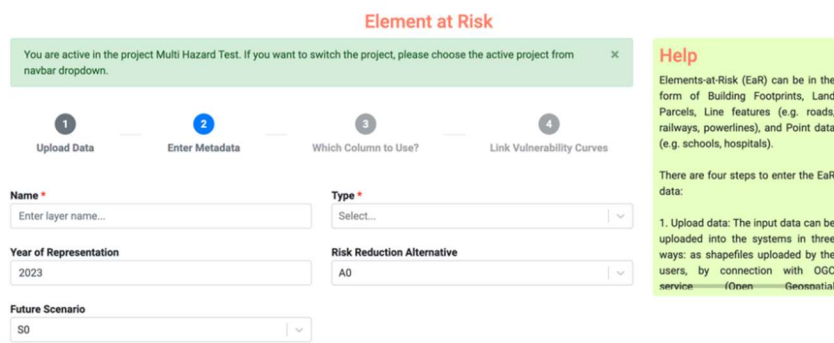 Element at Risk
You are active in the project Multi Hazard Test. If you want to switch the project, please choose the active project from
navbar dropdown.
×
1
2
3
4
Upload Data
Enter Metadata
Which Column to Use?
Link Vulnerability Curves
Name *
Type *
Enter layer name...
Select...
Year of Representation
Risk Reduction Alternative
2023
A0
Future Scenario
S0
Help
Elements-at-Risk (EaR) can be in the
form of Building Footprints, Land
Parcels, Line features (e.g. roads,
railways, powerlines), and Point data
(e.g. schools, hospitals).
There are four steps to enter the EaR
data:
1. Upload data: The input data can be
uploaded into the systems in three
ways: as shapefiles uploaded by the
users, by connection with OGC
service (Open Geospatial